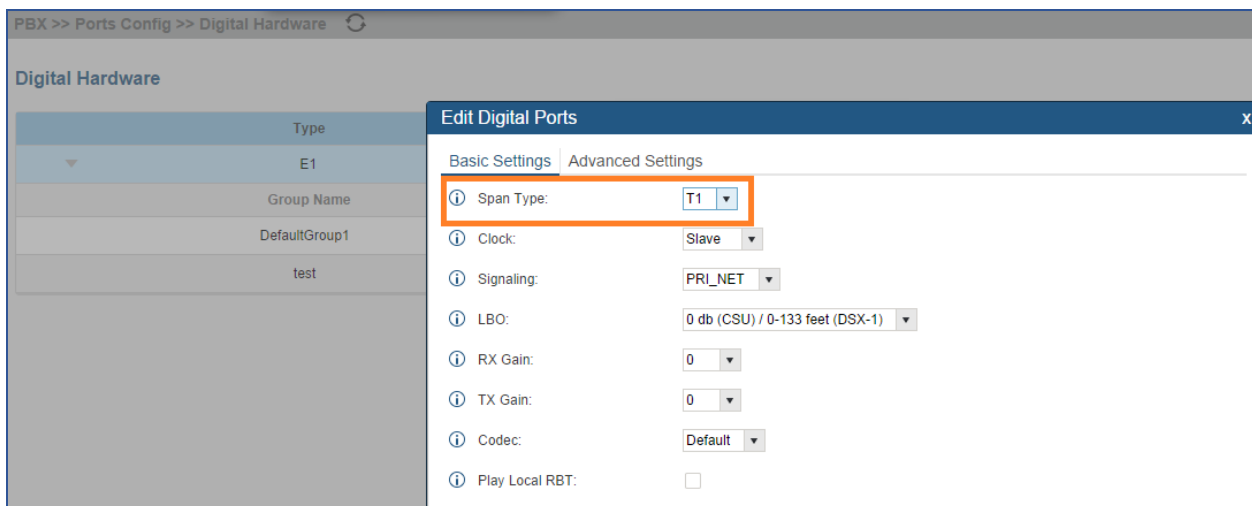 PBX >> Ports Config >> Digital Hardware
Digital Hardware
Type
E1
Group Name
DefaultGroup1
test
Edit Digital Ports X
Basic Settings Advanced Settings
Span Type: T1
Clock: Slave
Signaling: PRI_NET
LBO: 0 db (CSU) / 0-133 feet (DSX-1)
RX Gain: 0
TX Gain: 0
Codec: Default
Play Local RBT: